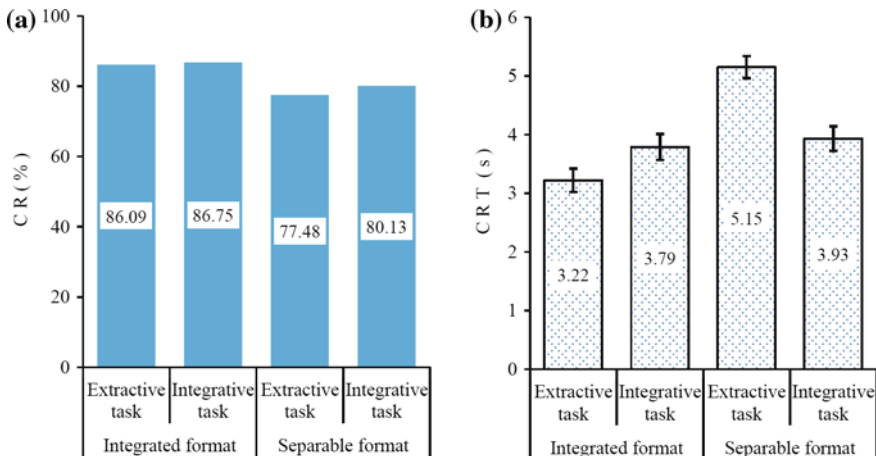 (a)
100
80
60
40
20
0
CR(%)
86.09
86.75
77.48
80.13
Extractive task
Integrative task
Extractive task
Integrative task
Integrated format
Separable format
(b)
6
5
4
3
2
1
0
CRT(s)
3.22
3.79
5.15
3.93
Extractive task
Integrative task
Extractive task
Integrative task
Integrated format
Separable format